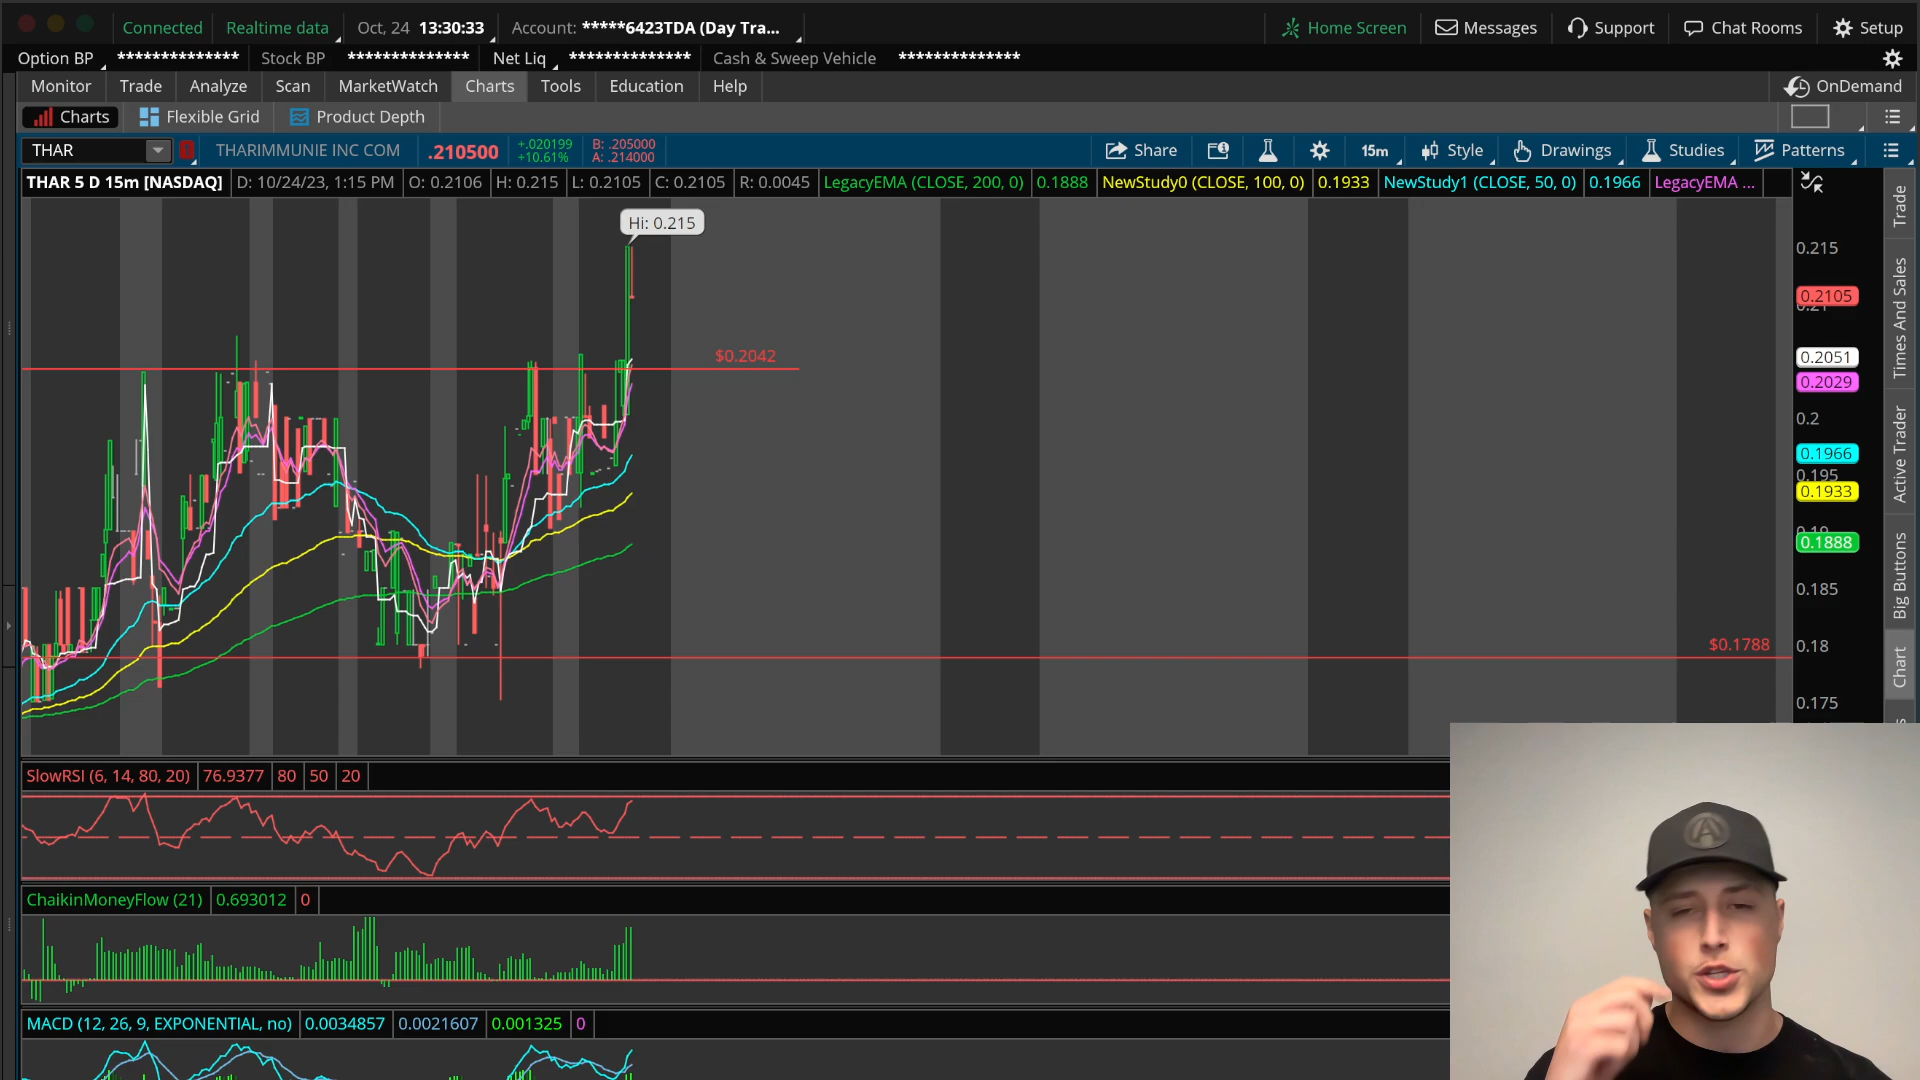 Connected Realtime data Oct, 24 13:30:33 Account: *****6423TDA (Day Tra... Home Screen Messages Support Chat Rooms Setup
Option BP ************** Stock BP ************** Net Liq ************** Cash & Sweep Vehicle **************
Monitor Trade Analyze Scan MarketWatch Charts Tools Education Help OnDemand
Charts Flexible Grid Product Depth
THAR THARIMMUNIE INC COM .210500 +.020199 B: .205000 Share 15m Style Drawings Studies Patterns
+10.61% A: .214000
THAR 5 D 15m [NASDAQ] D: 10/24/23, 1:15 PM O: 0.2106 H: 0.215 L: 0.2105 C: 0.2105 R: 0.0045 LegacyEMA (CLOSE, 200, 0) 0.1888 NewStudy0 (CLOSE, 100, 0) 0.1933 NewStudy1 (CLOSE, 50, 0) 0.1966 LegacyEMA ...
Hi: 0.215
0.215
0.2105
$0.2042
0.2051
0.2029
0.2
0.1966
0.195
0.1933
0.19
0.1888
0.185
$0.1788
0.18
0.175
Trade
Times And Sales
Active Trader
Big Buttons
Chart
SlowRSI (6, 14, 80, 20) 76.9377 80 50 20
ChaikinMoneyFlow (21) 0.693012 0
MACD (12, 26, 9, EXPONENTIAL, no) 0.0034857 0.0021607 0.001325 0